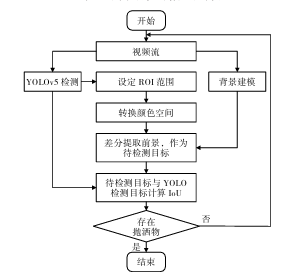 开始
视频流
YOLOv5 检测
设定 ROI 范围
背景建模
转换颜色空间
差分提取前景，作为
待检测目标
待检测目标与 YOLO
检测目标计算 IoU
存在
抛洒物
否
是
结束